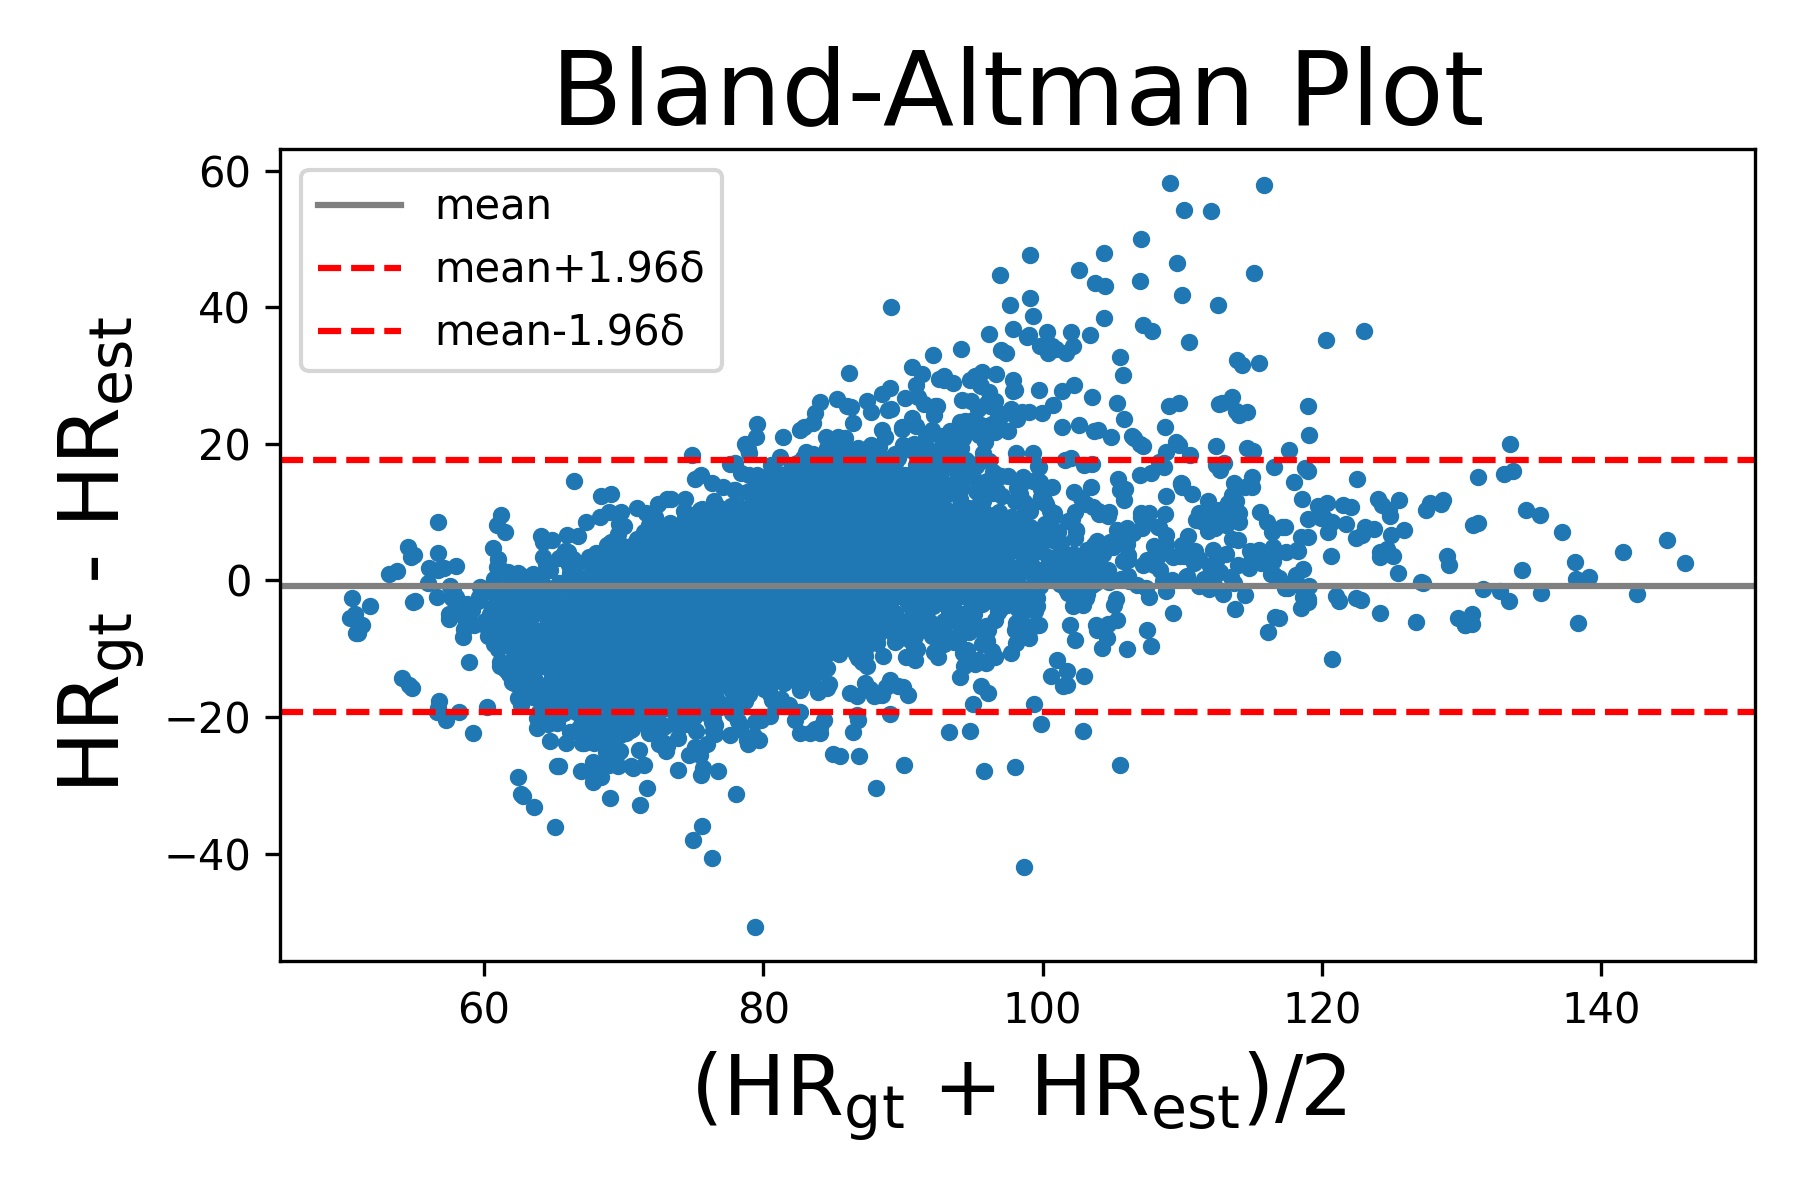 Bland-Altman Plot
HRgt - HRest
60
40
20
0
−20
−40
mean
mean+1.96δ
mean-1.96δ
60 80 100 120 140
(HRgt + HRest)/2